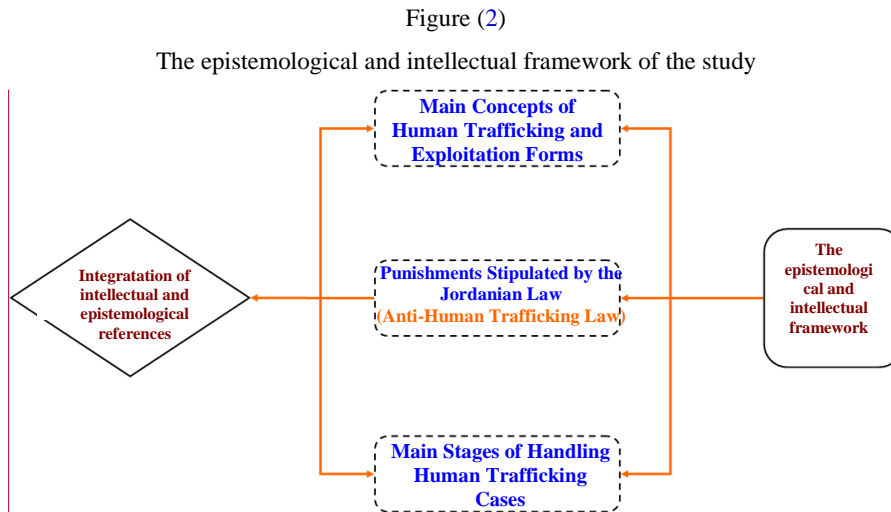 Figure (2)
The epistemological and intellectual framework of the study
Main Concepts of
Human Trafficking and
Exploitation Forms
Integratation of
intellectual and
epistemological
references
Punishments Stipulated by the
Jordanian Law
(Anti-Human Trafficking Law)
The
epistemologi
cal and
intellectual
framework
Main Stages of Handling
Human Trafficking
Cases